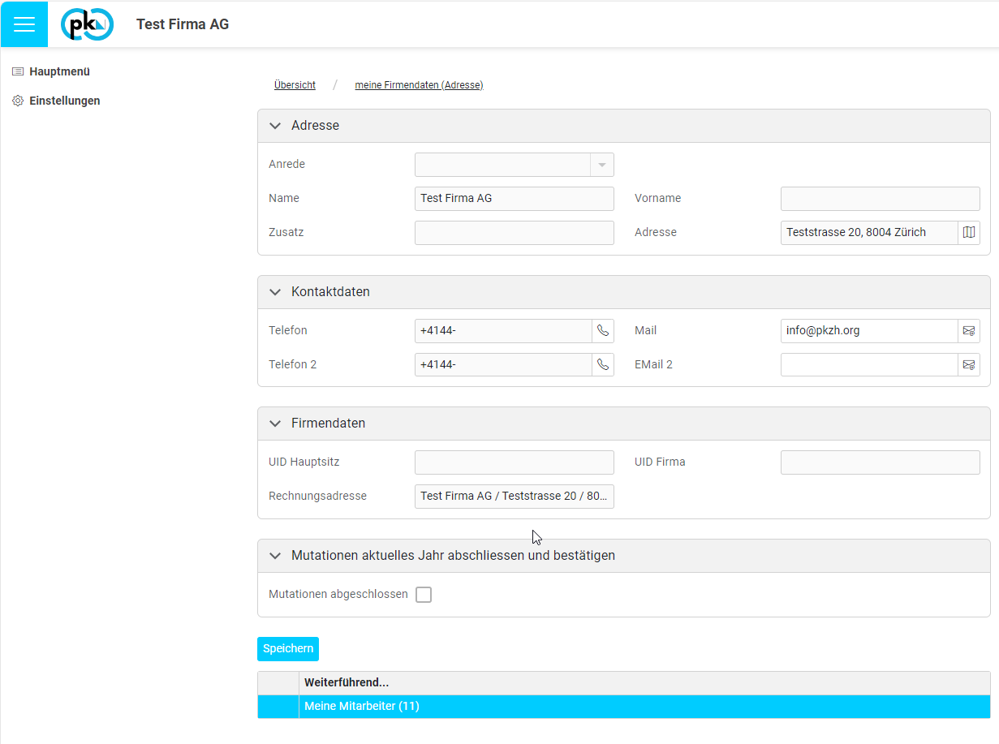 pk Test Firma AG
Hauptmenü
Einstellungen
Übersicht / meine Firmendaten (Adresse)
Adresse
Anrede
Name Test Firma AG Vorname
Zusatz Adresse Teststrasse 20, 8004 Zürich
Kontaktdaten
Telefon +4144- Mail info@pkzh.org
Telefon 2 +4144- EMail 2
Firmendaten
UID Hauptsitz UID Firma
Rechnungsadresse Test Firma AG / Teststrasse 20 / 80...
Mutationen aktuelles Jahr abschliessen und bestätigen
Mutationen abgeschlossen
Speichern
Weiterführend...
Meine Mitarbeiter (11)